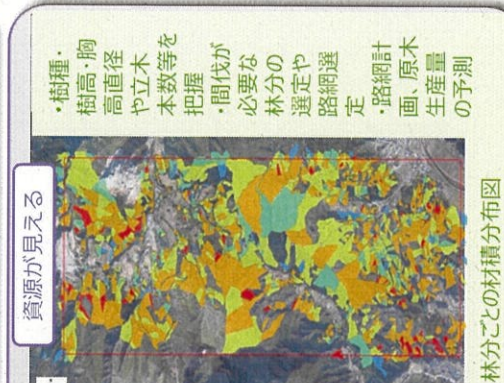 資源が見える
・樹種・
樹高・胸
高直径
や立木
本数等を
把握
・間伐が
必要な
林分の
選定や
路網選
定
・路網計
画、原木
生産量
の予測
林分ごとの材積分布図